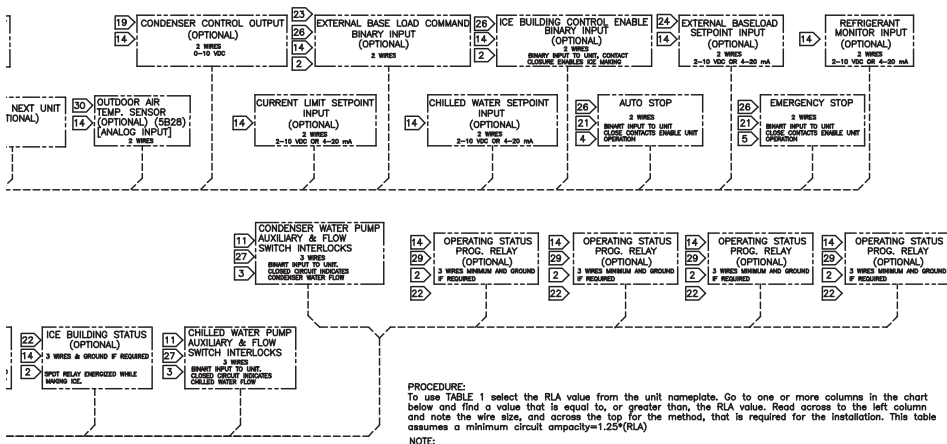 19
14
CONDENSER CONTROL OUTPUT
(OPTIONAL)
2 WIRES
0-10 VDC
23
26
14
2
EXTERNAL BASE LOAD COMMAND
BINARY INPUT
(OPTIONAL)
2 WIRES
26
14
2
ICE BUILDING CONTROL ENABLE
BINARY INPUT
(OPTIONAL)
2 WIRES
BINARY INPUT TO UNIT, CONTACT
CLOSURE ENABLES ICE MAKING
24
14
EXTERNAL BASELOAD
SETPOINT INPUT
(OPTIONAL)
2 WIRES
2-10 VDC OR 4-20 mA
14
REFRIGERANT
MONITOR INPUT
(OPTIONAL)
2 WIRES
2-10 VDC OR 4-20 mA
NEXT UNIT
TIONAL)
30
14
OUTDOOR AIR
TEMP. SENSOR
(OPTIONAL) (5B28)
[ANALOG INPUT]
2 WIRES
14
CURRENT LIMIT SETPOINT
INPUT
(OPTIONAL)
2 WIRES
2-10 VDC OR 4-20 mA
14
CHILLED WATER SETPOINT
INPUT
(OPTIONAL)
2 WIRES
2-10 VDC OR 4-20 mA
26
21
4
AUTO STOP
2 WIRES
BINART INPUT TO UNIT
CLOSE CONTACTS ENABLE UNIT
OPERATION
26
21
5
EMERGENCY STOP
2 WIRES
BINART INPUT TO UNIT
CLOSE CONTACTS ENABLE UNIT
OPERATION
11
27
3
CONDENSER WATER PUMP
AUXILIARY & FLOW
SWITCH INTERLOCKS
3 WIRES
BINART INPUT TO UNIT.
CLOSED CIRCUIT INDICATES
CONDENSER WATER FLOW
14
29
2
22
OPERATING STATUS
PROG. RELAY
(OPTIONAL)
3 WIRES MINIMUM AND GROUND
IF REQUIRED
14
29
2
22
OPERATING STATUS
PROG. RELAY
(OPTIONAL)
3 WIRES MINIMUM AND GROUND
IF REQUIRED
14
29
2
22
OPERATING STATUS
PROG. RELAY
(OPTIONAL)
3 WIRES MINIMUM AND GROUND
IF REQUIRED
14
29
2
22
OPERATING STATUS
PROG. RELAY
(OPTIONAL)
3 WIRES MINIMUM AND GROUND
IF REQUIRED
22
14
2
ICE BUILDING STATUS
(OPTIONAL)
3 WIRES & GROUND IF REQUIRED
SPDT RELAY ENERGIZED WHILE
MAKING ICE.
11
27
3
CHILLED WATER PUMP
AUXILIARY & FLOW
SWITCH INTERLOCKS
3 WIRES
BINART INPUT TO UNIT.
CLOSED CIRCUIT INDICATES
CHILLED WATER FLOW
PROCEDURE:
To use TABLE 1 select the RLA value from the unit nameplate. Go to one or more columns in the chart
below and find a value that is equal to, or greater than, the RLA value. Read across to the left column
and note the wire size, and across the top for the method, that is required for the installation. This table
assumes a minimum circuit ampacity=1.25*(RLA)
NOTE: